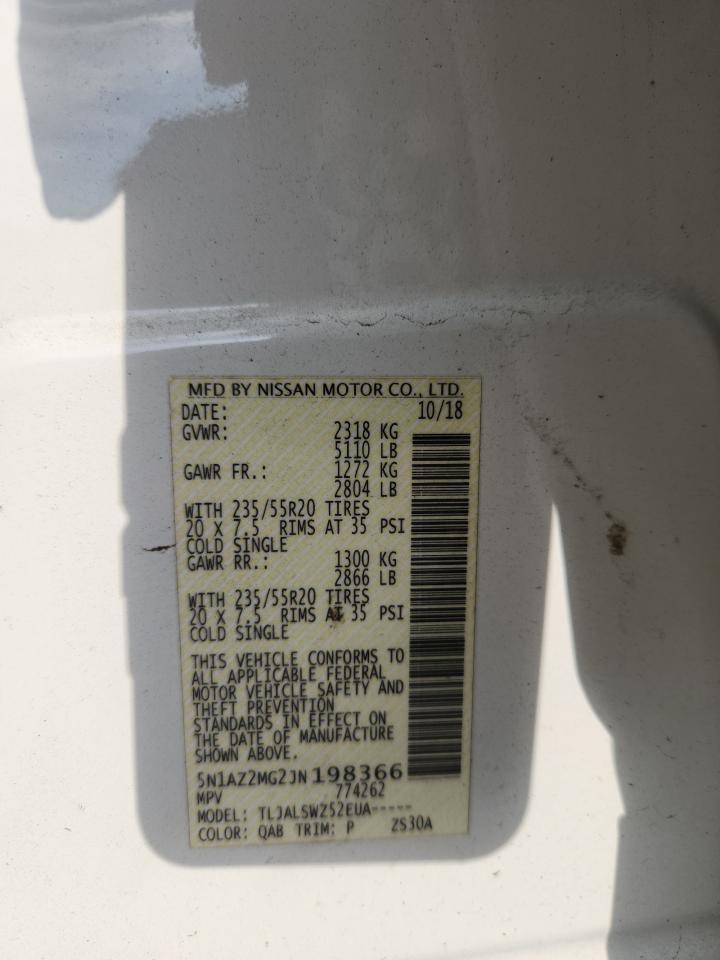 MFD BY NISSAN MOTOR CO., LTD.
DATE: 10/18
GVWR: 2318 KG
5110 LB
GAWR FR.: 1272 KG
2804 LB
WITH 235/55R20 TIRES
20 X 7.5 RIMS AT 35 PSI
COLD SINGLE
GAWR RR.: 1300 KG
2866 LB
WITH 235/55R20 TIRES
20 X 7.5 RIMS AT 35 PSI
COLD SINGLE
THIS VEHICLE CONFORMS TO
ALL APPLICABLE FEDERAL
MOTOR VEHICLE SAFETY AND
THEFT PREVENTION
STANDARDS IN EFFECT ON
THE DATE OF MANUFACTURE
SHOWN ABOVE.
5N1AZ2MG2JN198366
MPV 774262
MODEL: TLJALSWZ52EUA-----
COLOR: QAB TRIM: P ZS30A